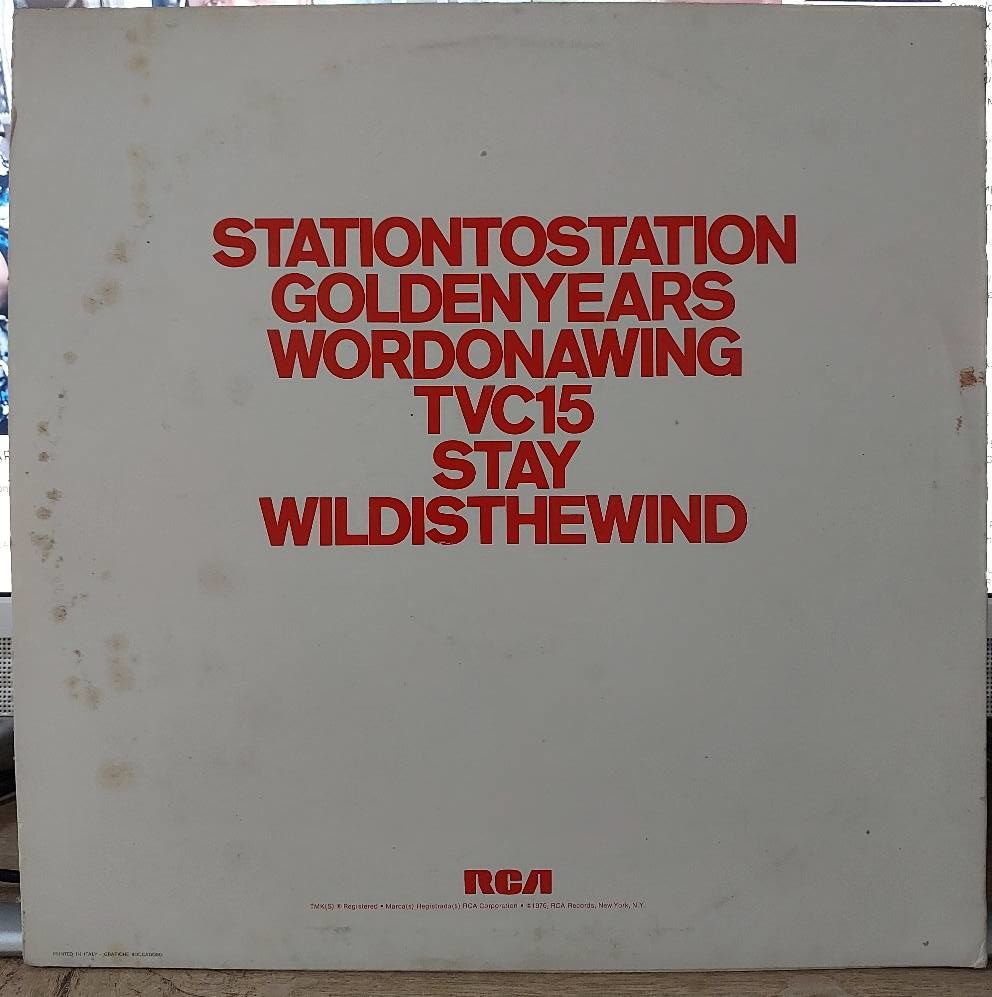 STATIONTOSTATION
GOLDENYEARS
WORDONAWING
TVC15
STAY
WILDISTHEWIND
RCA
TMK(S) ® Registered • Marca(s) Registrada(s) RCA Corporation • ©1976, RCA Records, New York, N.Y.
PRINTED IN ITALY - GRAFICHE